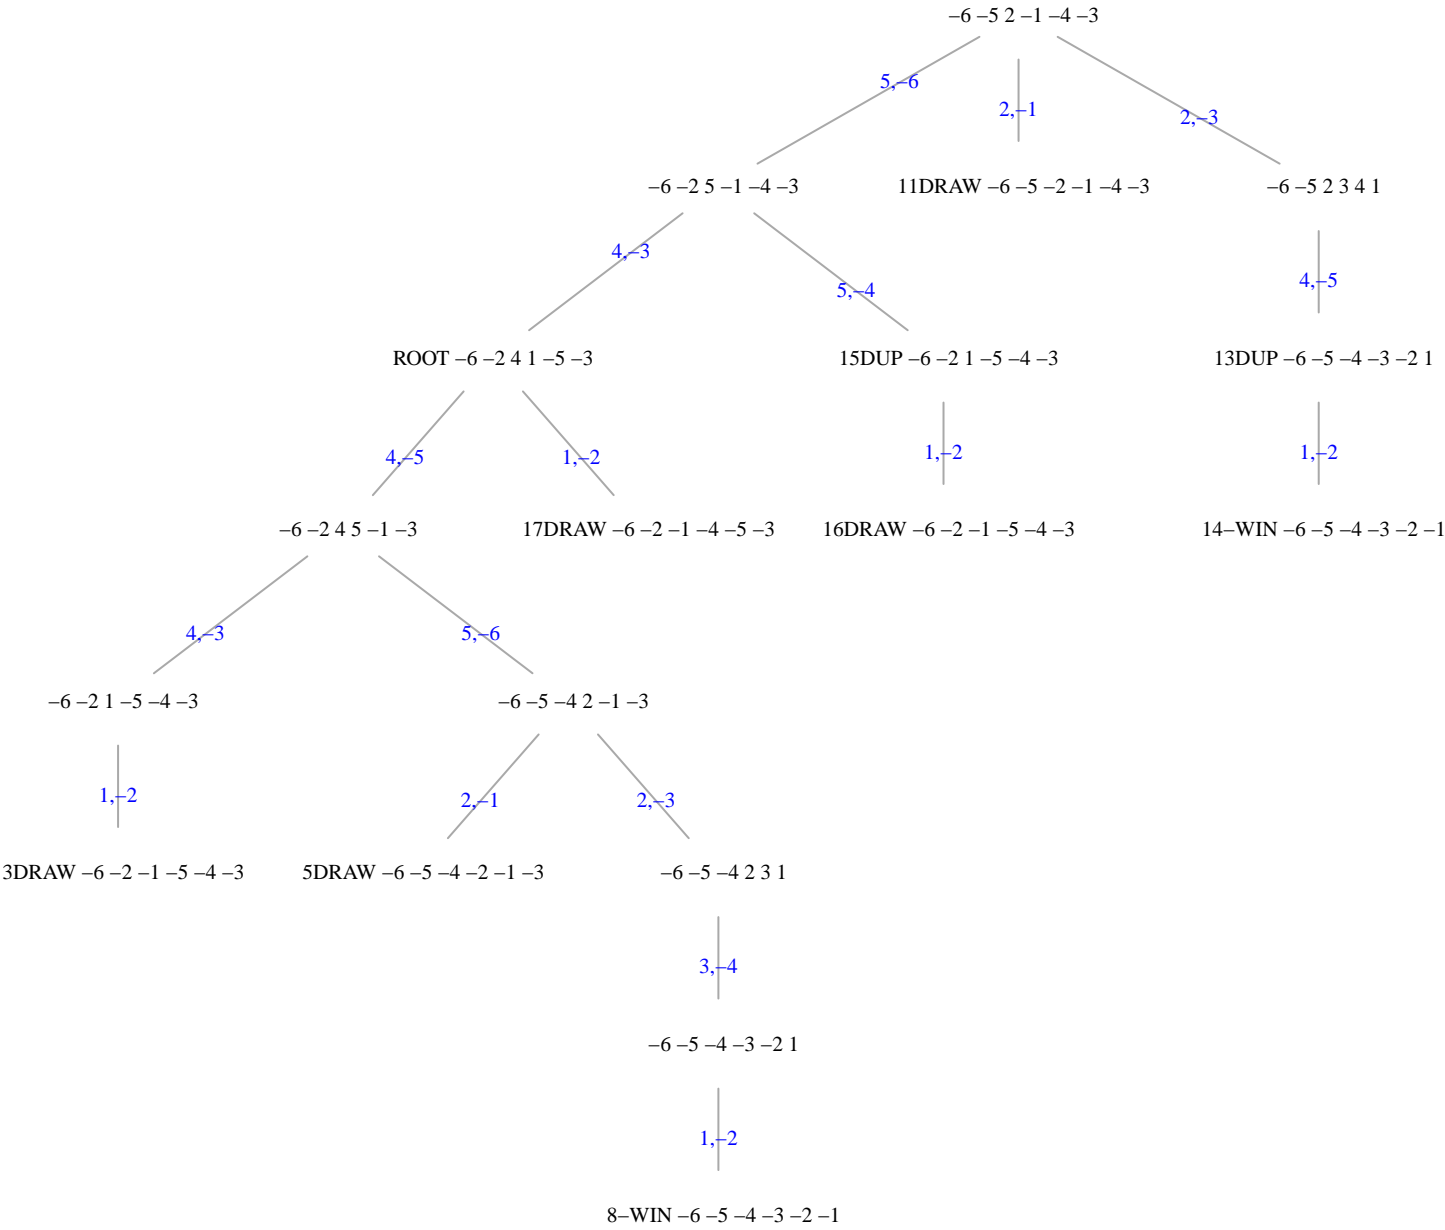 −6 −5 2 −1 −4 −3
5,−6
2,−1
2,−3
−6 −2 5 −1 −4 −3
11DRAW −6 −5 −2 −1 −4 −3
−6 −5 2 3 4 1
4,−3
5,−4
4,−5
ROOT −6 −2 4 1 −5 −3
15DUP −6 −2 1 −5 −4 −3
13DUP −6 −5 −4 −3 −2 1
4,−5
1,−2
1,−2
1,−2
−6 −2 4 5 −1 −3
17DRAW −6 −2 −1 −4 −5 −3
16DRAW −6 −2 −1 −5 −4 −3
14−WIN −6 −5 −4 −3 −2 −1
4,−3
5,−6
−6 −2 1 −5 −4 −3
−6 −5 −4 2 −1 −3
1,−2
2,−1
2,−3
3DRAW −6 −2 −1 −5 −4 −3
5DRAW −6 −5 −4 −2 −1 −3
−6 −5 −4 2 3 1
3,−4
−6 −5 −4 −3 −2 1
1,−2
8−WIN −6 −5 −4 −3 −2 −1